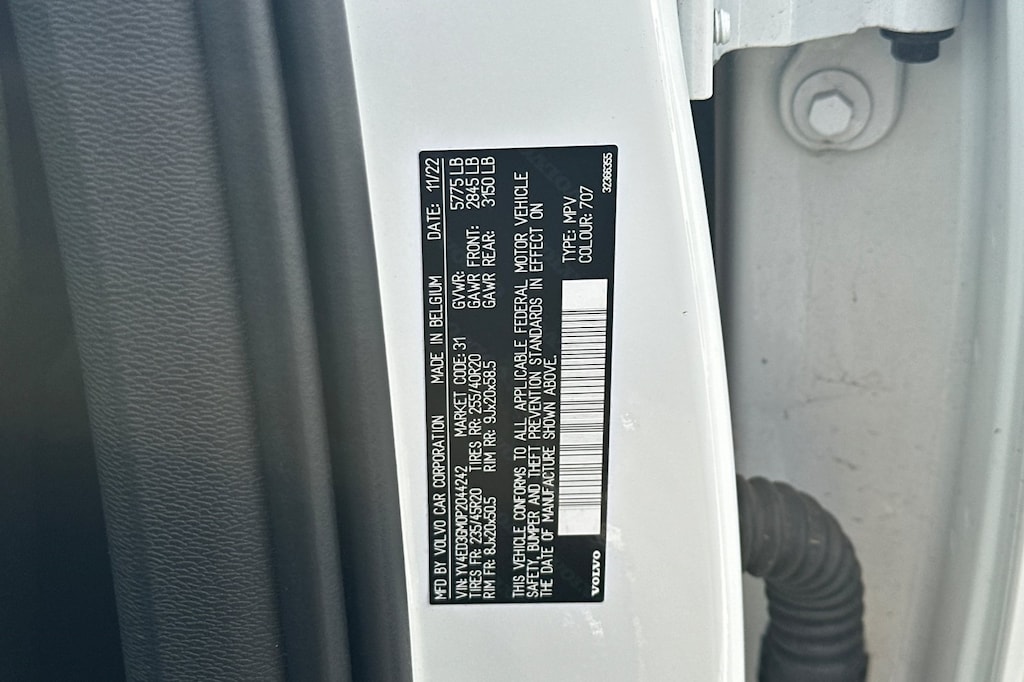 MFD BY VOLVO CAR CORPORATION MADE IN BELGIUM DATE: 11/22
VIN: YV4ED3GM0P2044242 MARKET CODE: 31 GVWR: 5775 LB
TIRES FR: 235/45R20 TIRES RR: 255/40R20 GAWR FRONT: 2845 LB
RIM FR: 8Jx20x50.5 RIM RR: 9Jx20x58.5 GAWR REAR: 3150 LB
THIS VEHICLE CONFORMS TO ALL APPLICABLE FEDERAL MOTOR VEHICLE
SAFETY, BUMPER AND THEFT PREVENTION STANDARDS IN EFFECT ON
THE DATE OF MANUFACTURE SHOWN ABOVE.
TYPE: MPV
COLOUR: 707
VOLVO
32366355